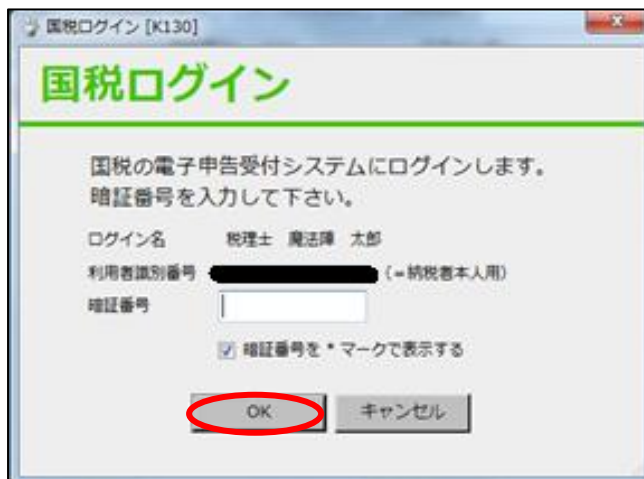 国税ログイン [K130]
国税ログイン
国税の電子申告受付システムにログインします。
暗証番号を入力して下さい。
ログイン名 税理士 魔法陣 太郎
利用者識別番号 (=納税者本人用)
暗証番号
暗証番号を * マークで表示する
OK キャンセル